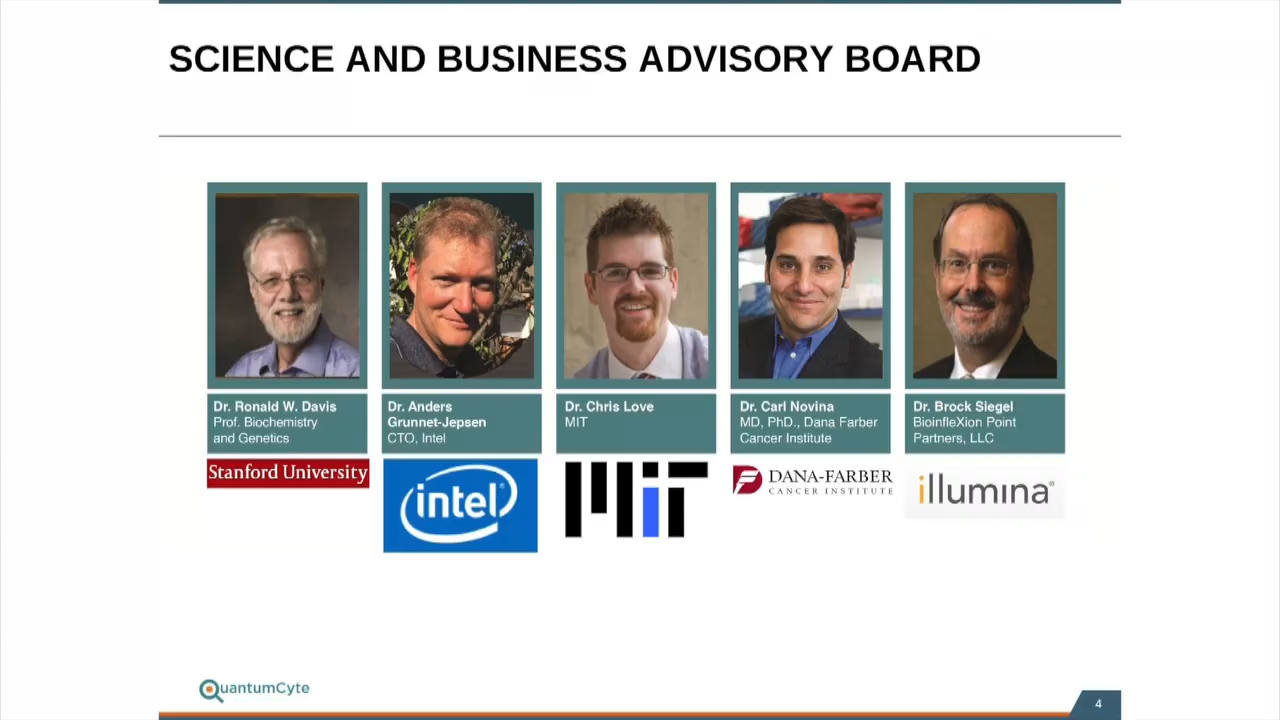 SCIENCE AND BUSINESS ADVISORY BOARD
Dr. Ronald W. Davis
Prof. Biochemistry
and Genetics
Stanford University
Dr. Anders
Grunnet-Jepsen
CTO, Intel
intel
Dr. Chris Love
MIT
MIT
Dr. Carl Novina
MD, PhD., Dana Farber
Cancer Institute
DANA-FARBER
CANCER INSTITUTE
Dr. Brock Siegel
BioinfleXion Point
Partners, LLC
illumina®
QuantumCyte
4